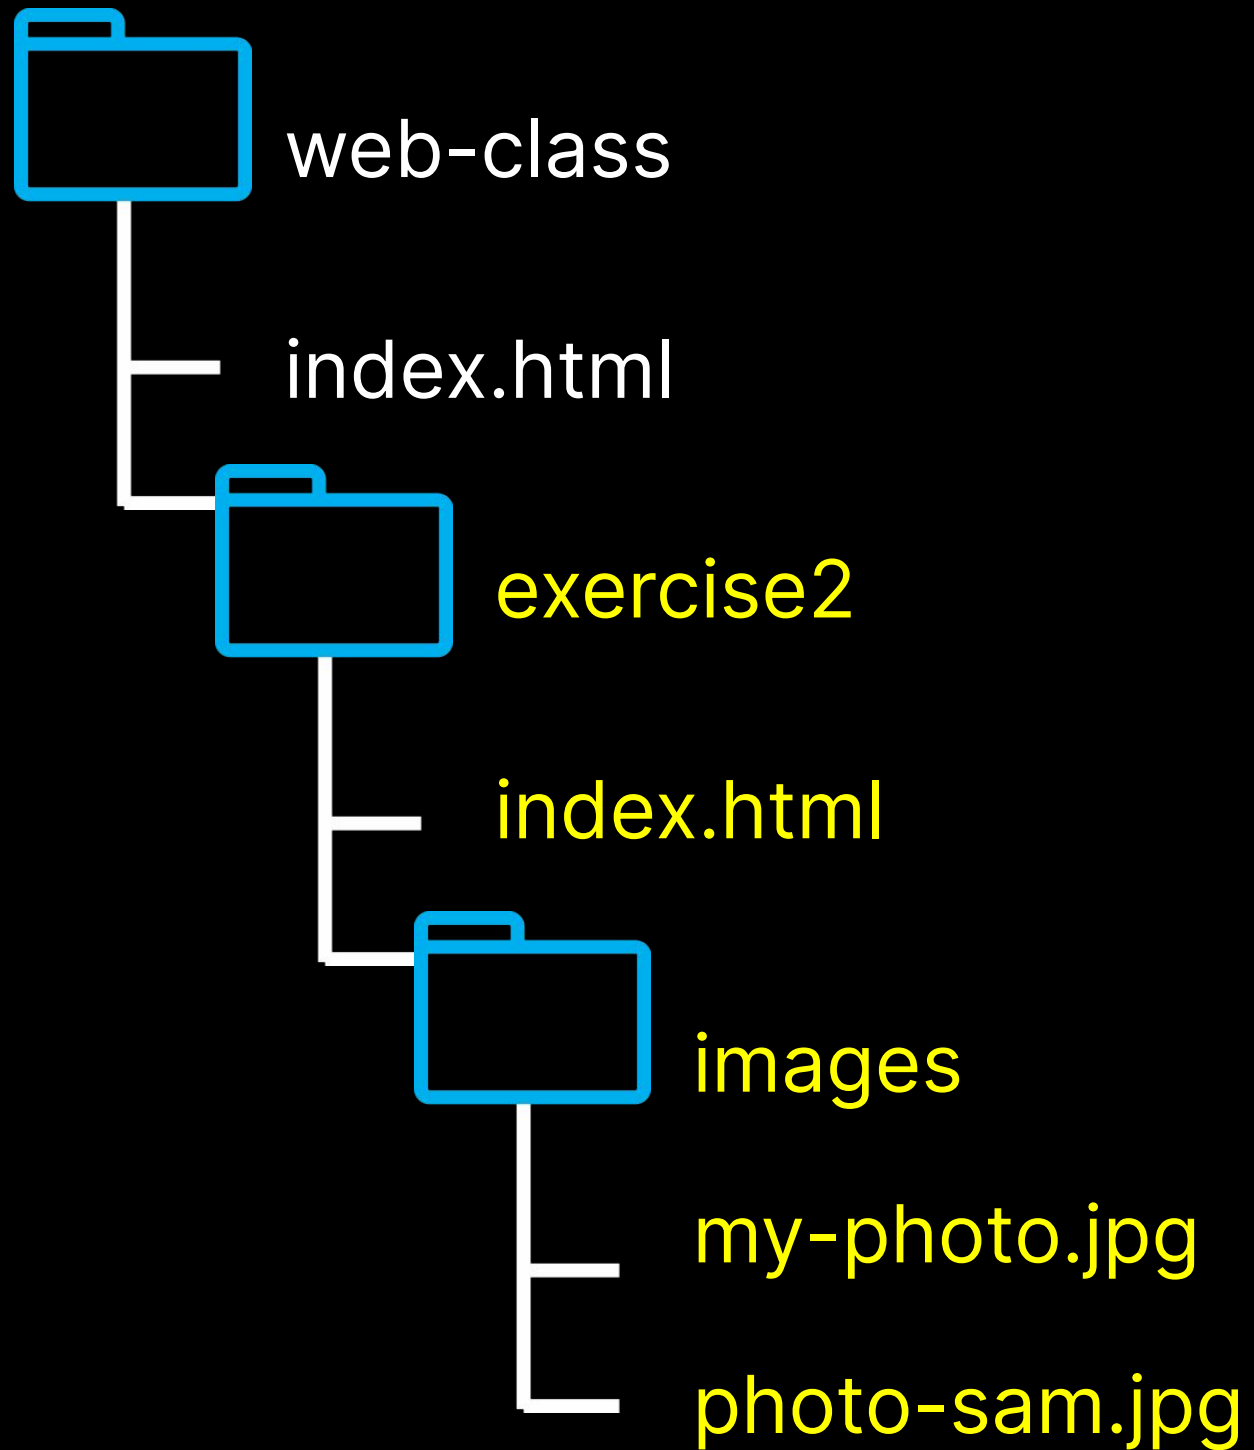 web-class
index.html
exercise2
index.html
images
my-photo.jpg
photo-sam.jpg